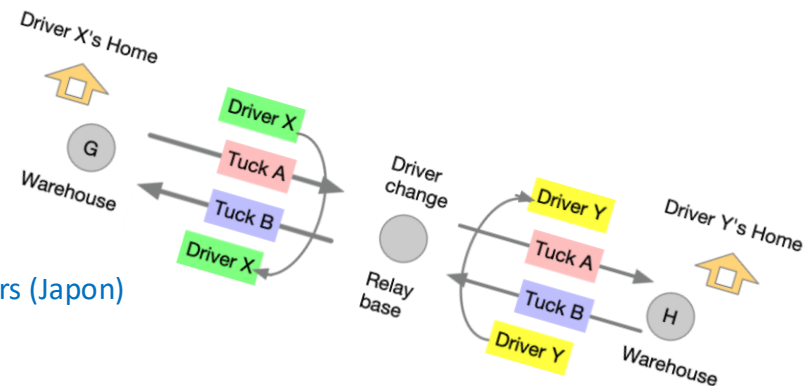 Driver X's Home
G
Warehouse
Driver X
Tuck A
Tuck B
Driver X
Driver
change
Relay
base
Driver Y
Tuck A
Tuck B
Driver Y
Driver Y's Home
H
Warehouse
rs (Japon)